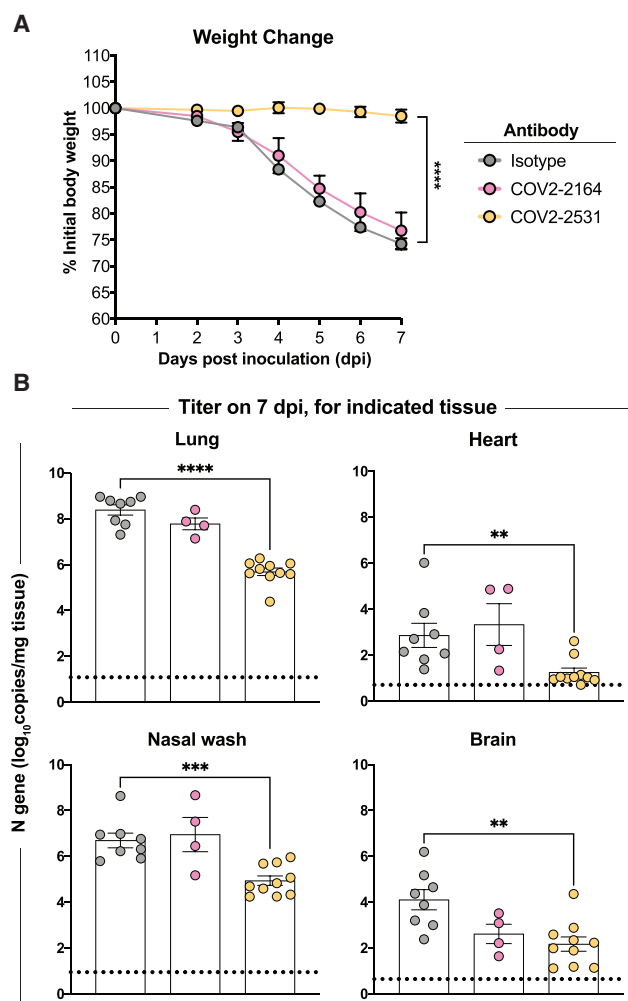 A
Weight Change
110
105
100
95
90
85
80
75
70
65
60
% Initial body weight
0 1 2 3 4 5 6 7
Days post inoculation (dpi)
****
Antibody
Isotype
COV2-2164
COV2-2531
B
Titer on 7 dpi, for indicated tissue
N gene (log10copies/mg tissue)
Lung
10
8
6
4
2
0
****
Heart
10
8
6
4
2
0
**
Nasal wash
10
8
6
4
2
0
***
Brain
10
8
6
4
2
0
**